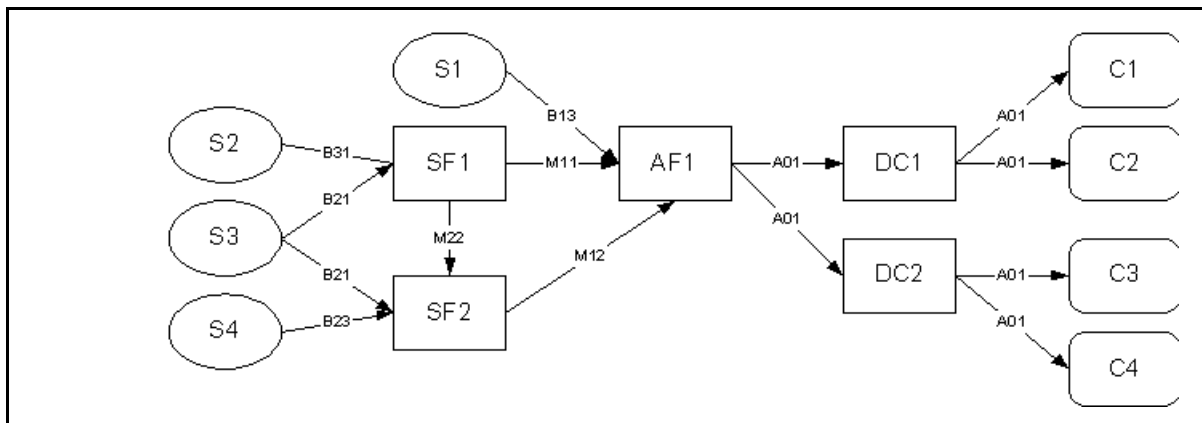 S1
C1
B13
A01
S2
B31
SF1
M11
AF1
A01
DC1
A01
C2
B21
S3
M22
A01
B21
M12
DC2
A01
C3
S4
B23
SF2
A01
C4